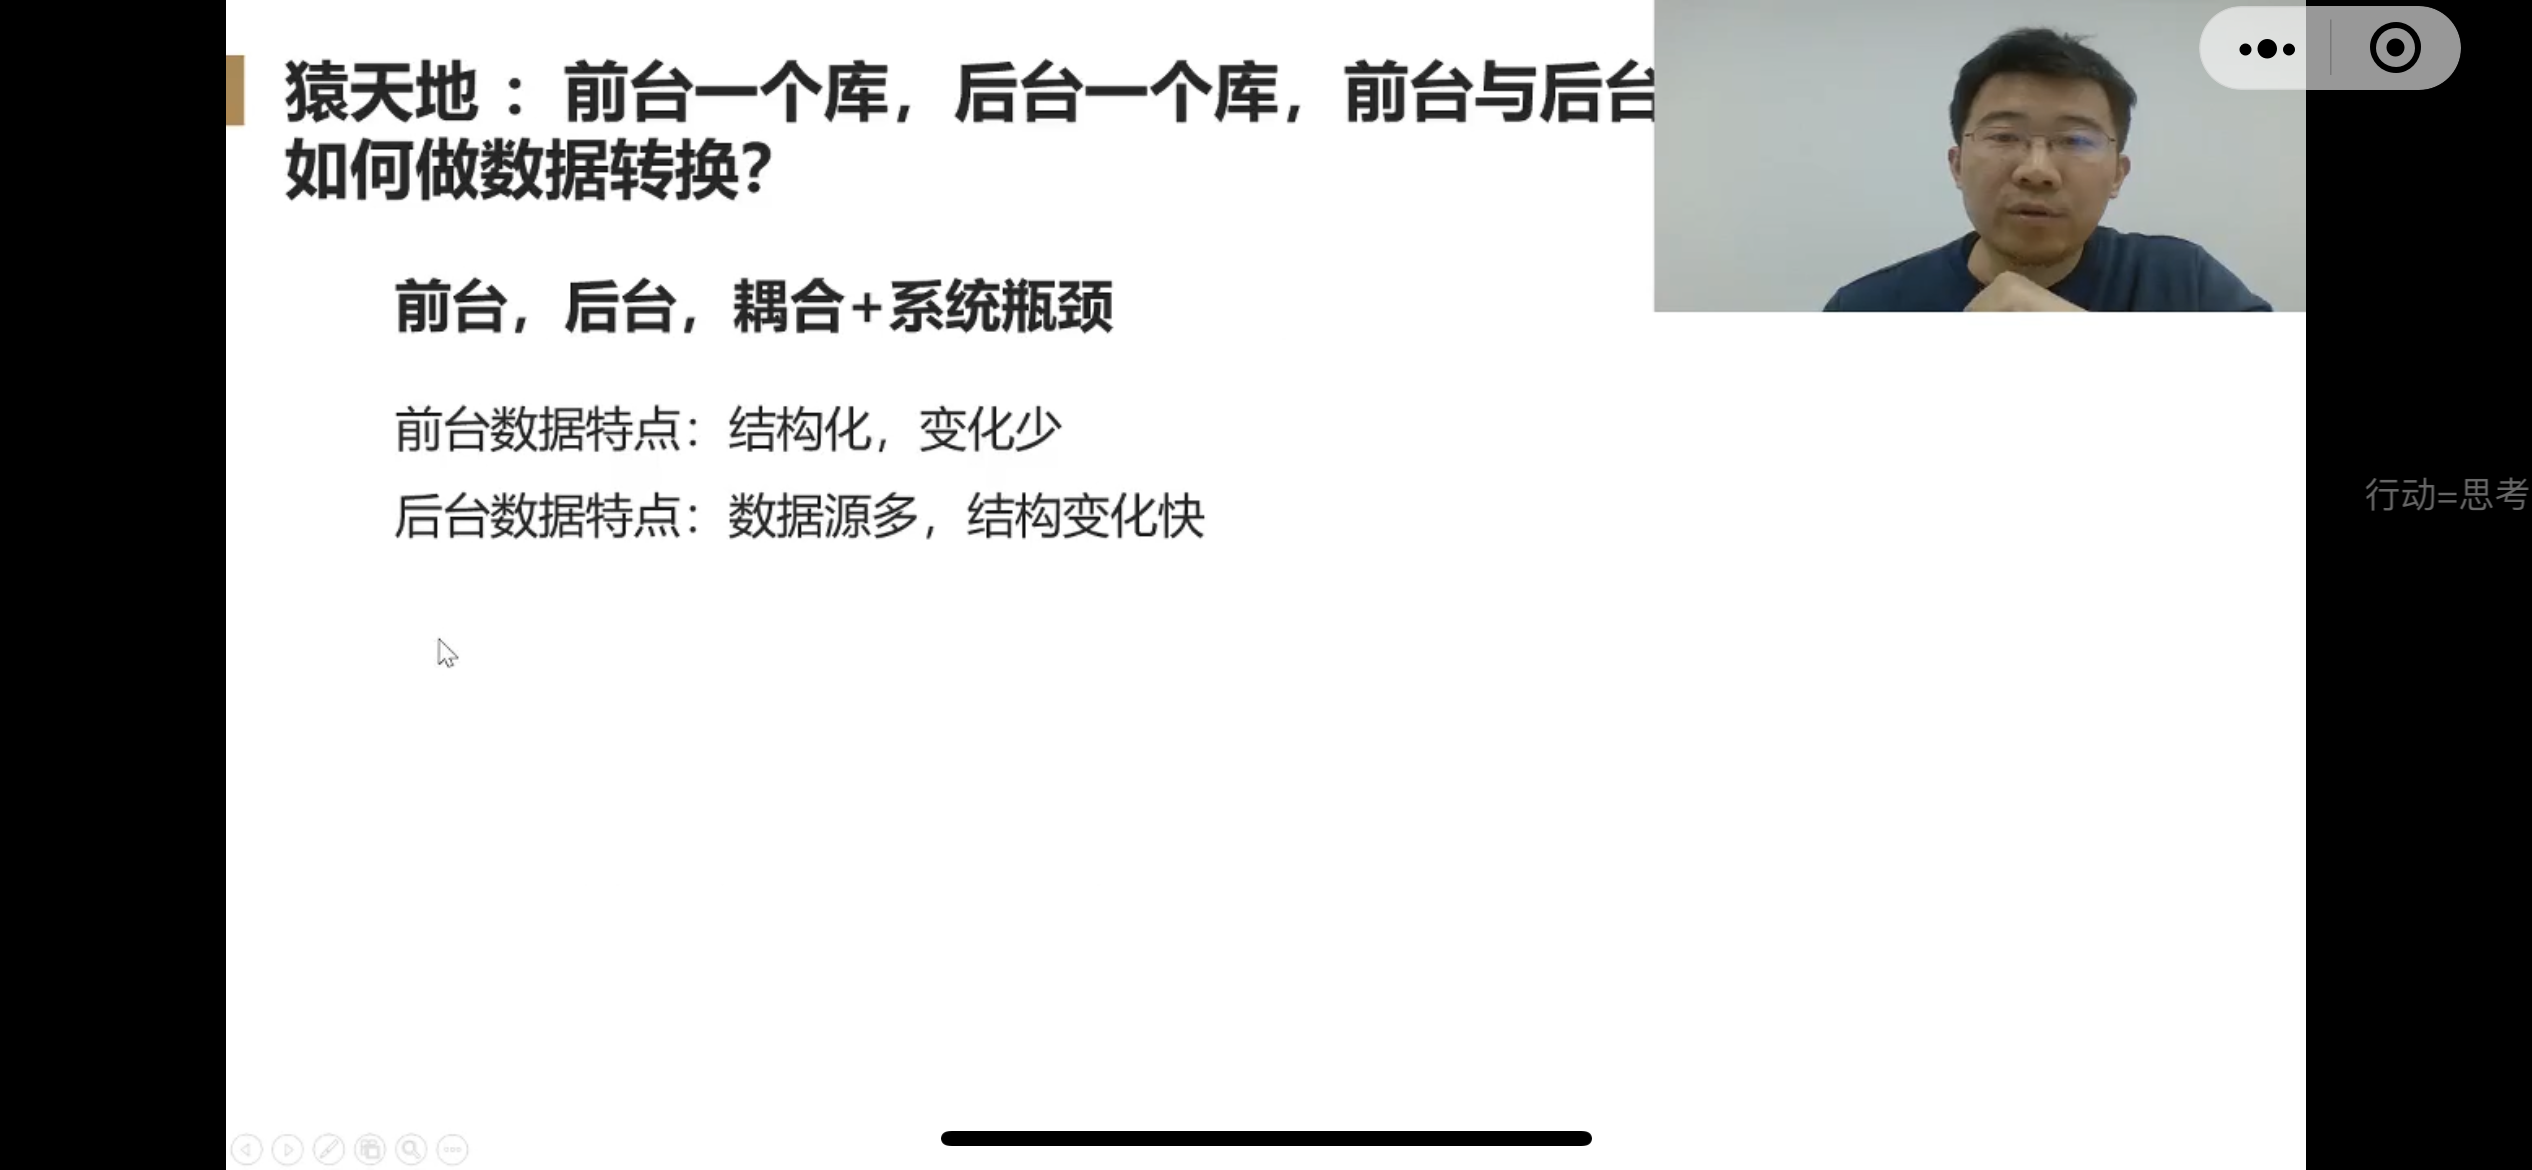 猿天地 ：前台一个库，后台一个库，前台与后台
如何做数据转换？
前台，后台，耦合+系统瓶颈
前台数据特点：结构化，变化少
后台数据特点：数据源多，结构变化快
行动=思考